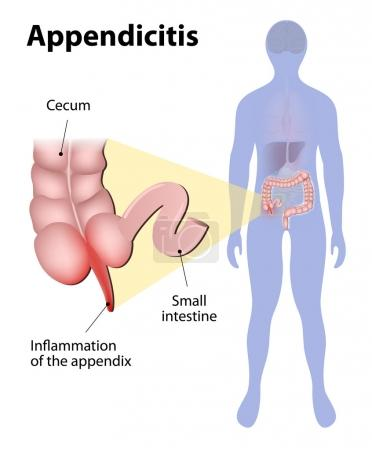 Appendicitis
Cecum
Small
intestine
Inflammation
of the appendix